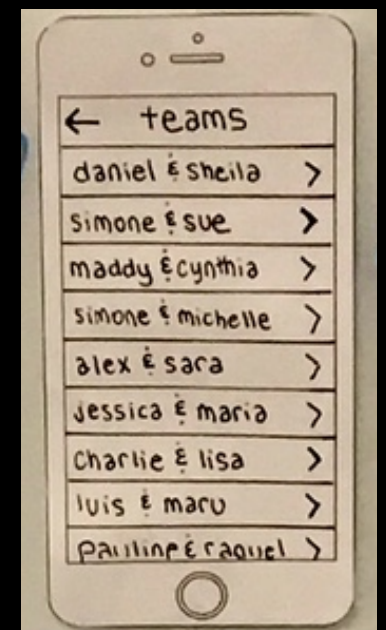 ← teams
daniel & sheila >
simone & sue >
maddy & cynthia >
simone & michelle >
alex & sara >
jessica & maria >
Charlie & lisa >
luis & maru >
pauline & raquel >